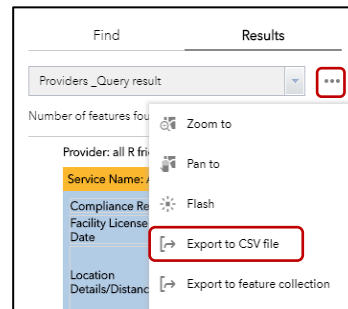 Find Results
Providers _Query result
Number of features fou
Zoom to
Provider: all R fri
Pan to
Service Name:
Compliance Re
Flash
Facility License
Date
Export to CSV file
Location
Details/Distanc
Export to feature collection